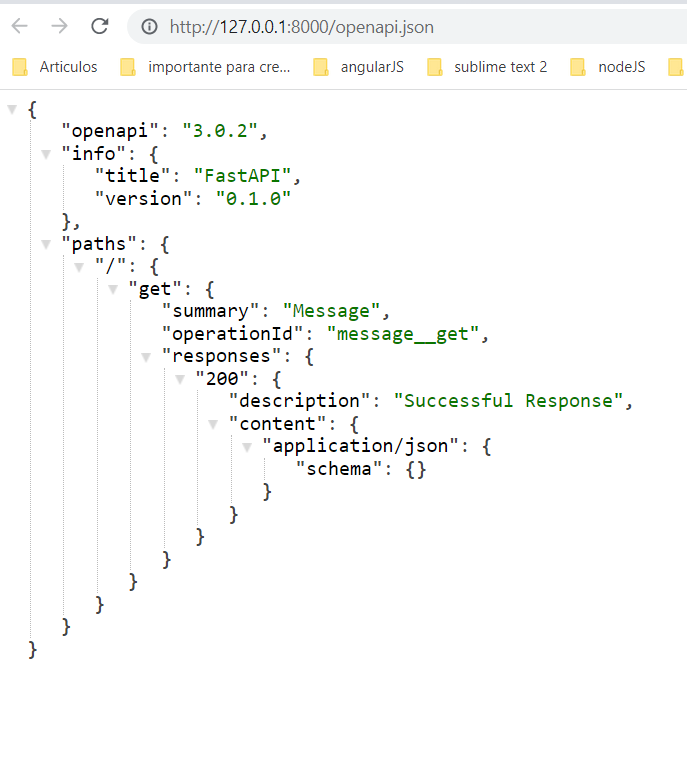 http://127.0.0.1:8000/openapi.json
Articulos importante para cre... angularJS sublime text 2 nodeJS
{
"openapi": "3.0.2",
"info": {
"title": "FastAPI",
"version": "0.1.0"
},
"paths": {
"/": {
"get": {
"summary": "Message",
"operationId": "message__get",
"responses": {
"200": {
"description": "Successful Response",
"content": {
"application/json": {
"schema": {}
}
}
}
}
}
}
}
}